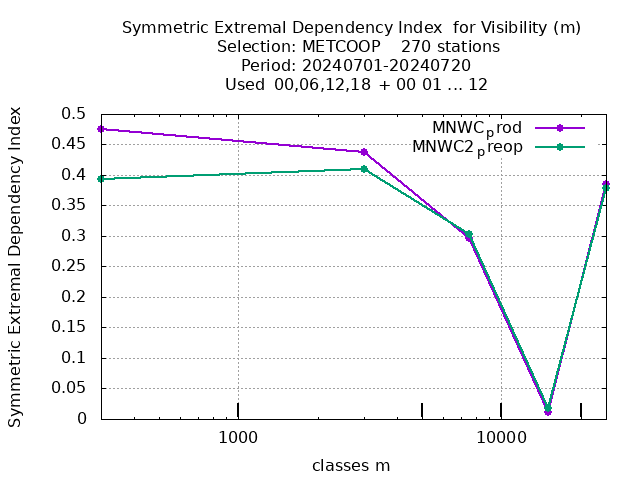 Symmetric Extremal Dependency Index  for Visibility (m)
Selection: METCOOP    270 stations
Period: 20240701-20240720
Used  00,06,12,18 + 00 01 ... 12
Symmetric Extremal Dependency Index
0.5
0.45
0.4
0.35
0.3
0.25
0.2
0.15
0.1
0.05
0
MNWCprod
MNWC2preop
1000
10000
classes m